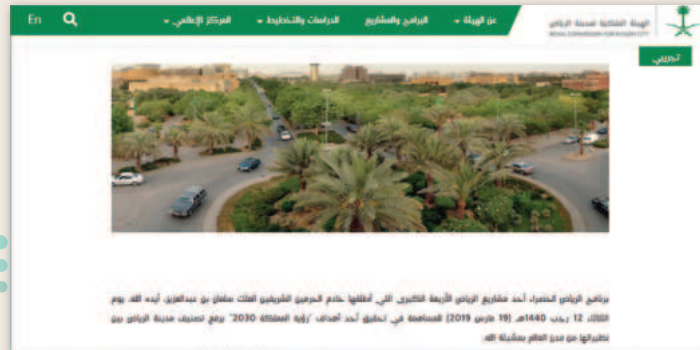 الهيئة الملكية لمدينة الرياض
ROYAL COMMISSION FOR RIYADH CITY
عن الهيئة
البرامج والمشاريع
الدراسات والتخطيط
المركز الإعلامي
En
تجريبي
برنامج الرياض الخضراء أحد مشاريع الرياض الأربعة الكبرى التي أطلقها خادم الحرمين الشريفين الملك سلمان بن عبدالعزيز، أيده الله، يوم
الثلاثاء 12 رجب 1440هـ (19 مارس 2019) للمساهمة في تحقيق أحد أهداف "رؤية المملكة 2030" برفع تصنيف مدينة الرياض بين
نظيراتها من مدن العالم بمشيئة الله.